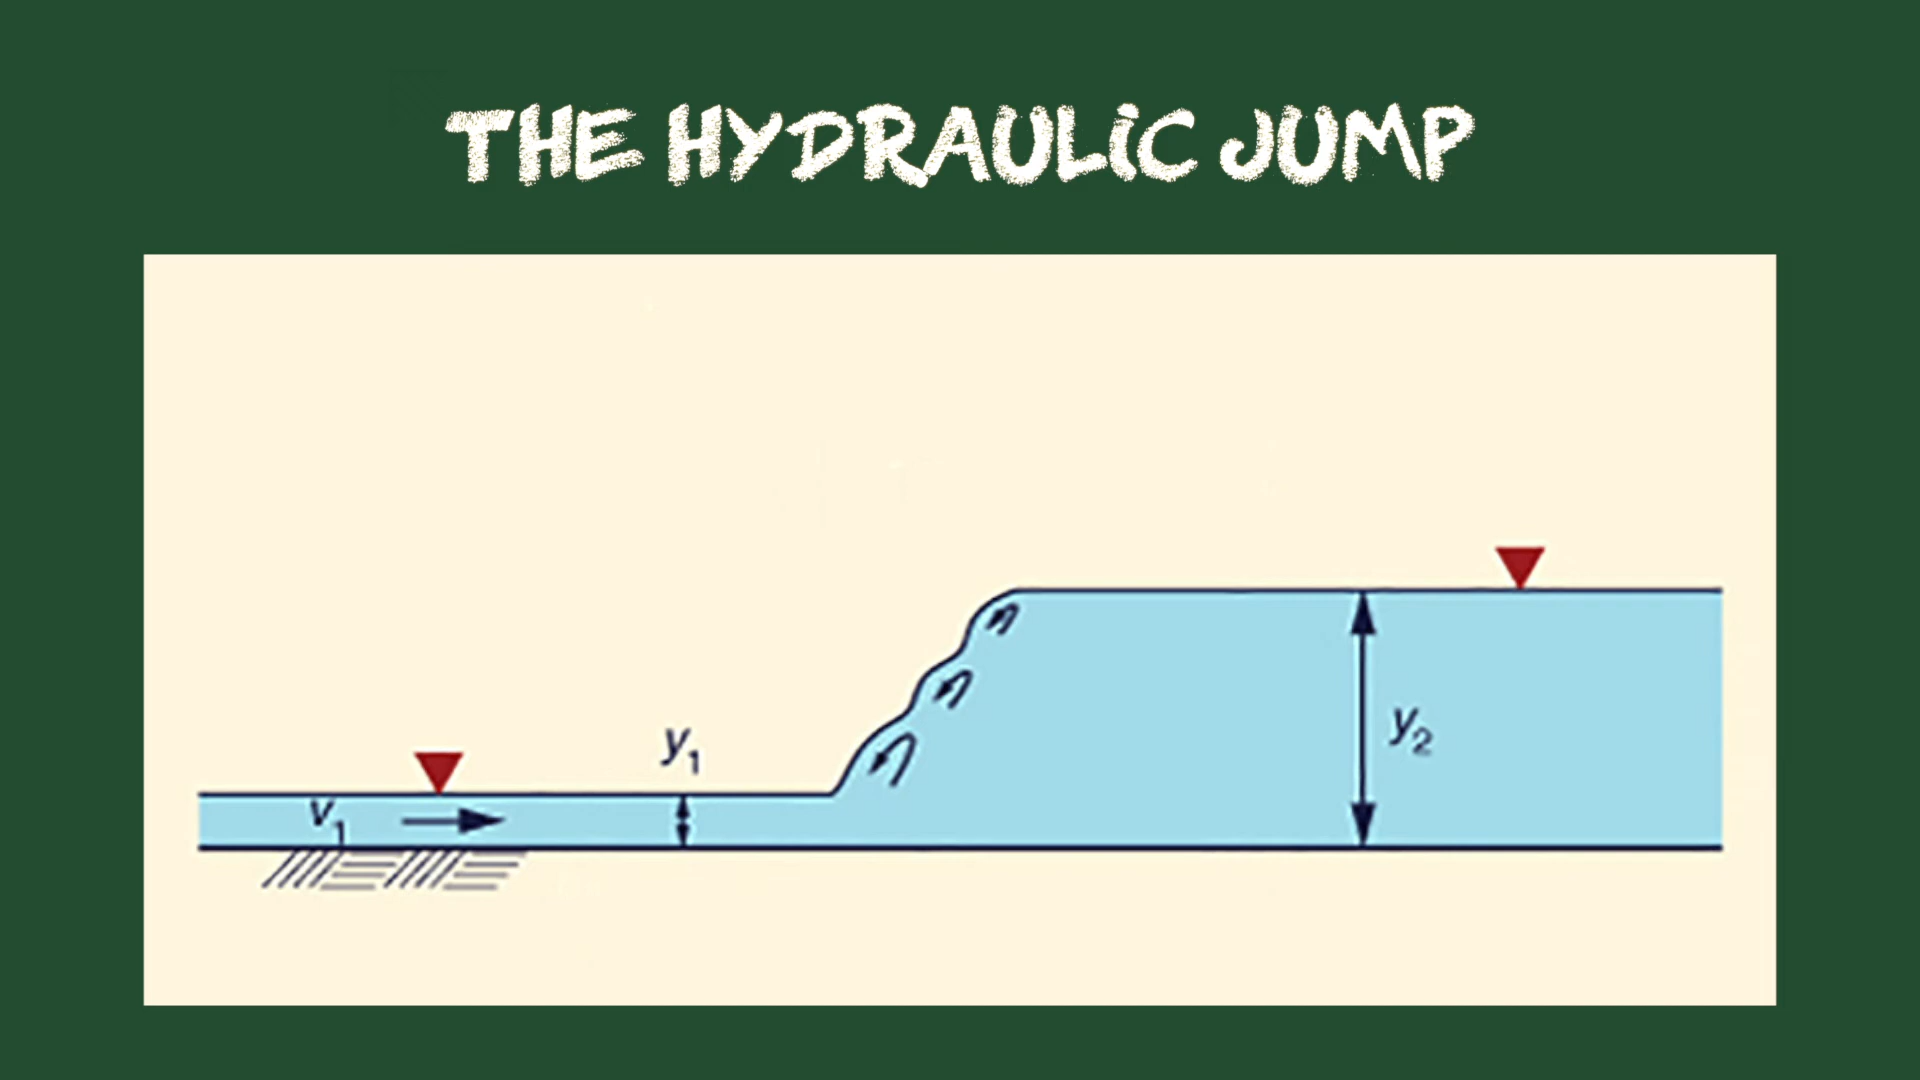 THE HYDRAULIC JUMP
y₁
y₂
v₁